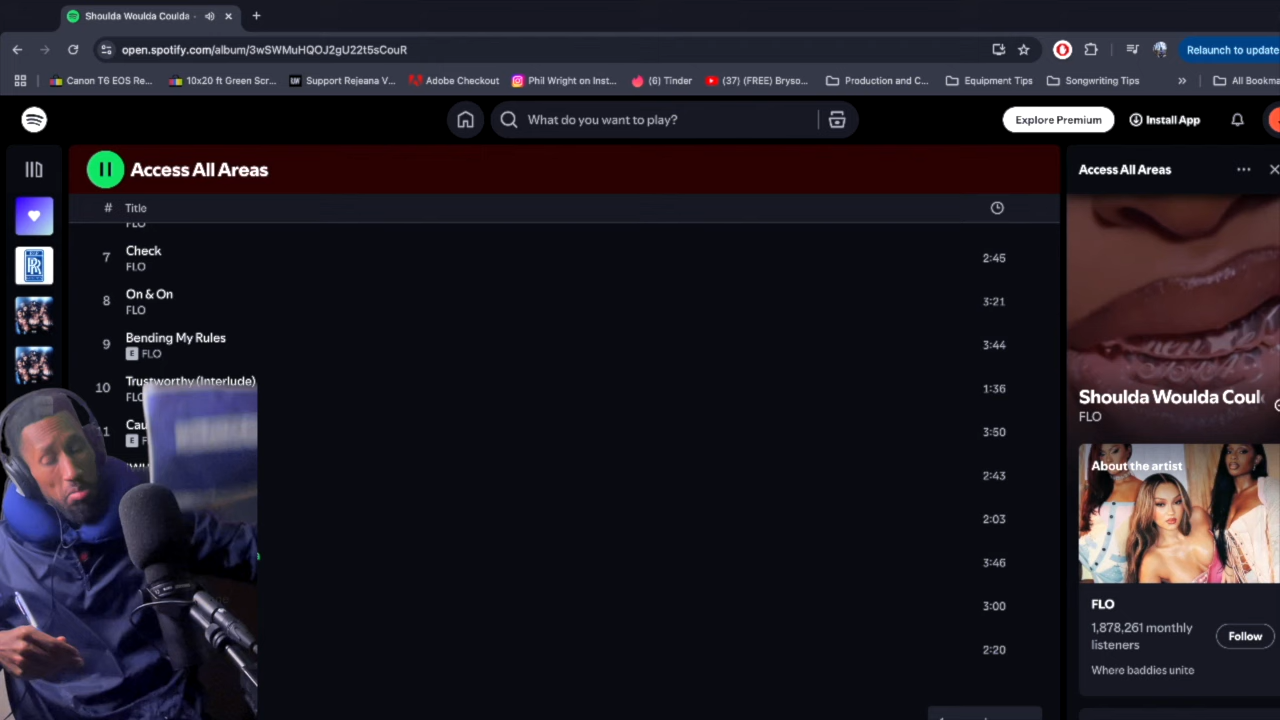 Shoulda Woulda Coulda -
open.spotify.com/album/3wSWMuHQOJ2gU22t5sCouR
Relaunch to update
Canon T6 EOS Re...
10x20 ft Green Scr...
Support Rejeana V...
Adobe Checkout
Phil Wright on Inst...
(6) Tinder
(37) (FREE) Bryso...
Production and C...
Equipment Tips
Songwriting Tips
All Bookma
What do you want to play?
Explore Premium
Install App
Access All Areas
# Title
FLO
7 Check 2:45
FLO
8 On & On 3:21
FLO
9 Bending My Rules 3:44
E FLO
10 Trustworthy (Interlude) 1:36
FLO
11 Cau 3:50
E F
2:43
2:03
3:46
3:00
2:20
Access All Areas
Shoulda Woulda Coul
FLO
About the artist
FLO
1,878,261 monthly
listeners
Follow
Where baddies unite